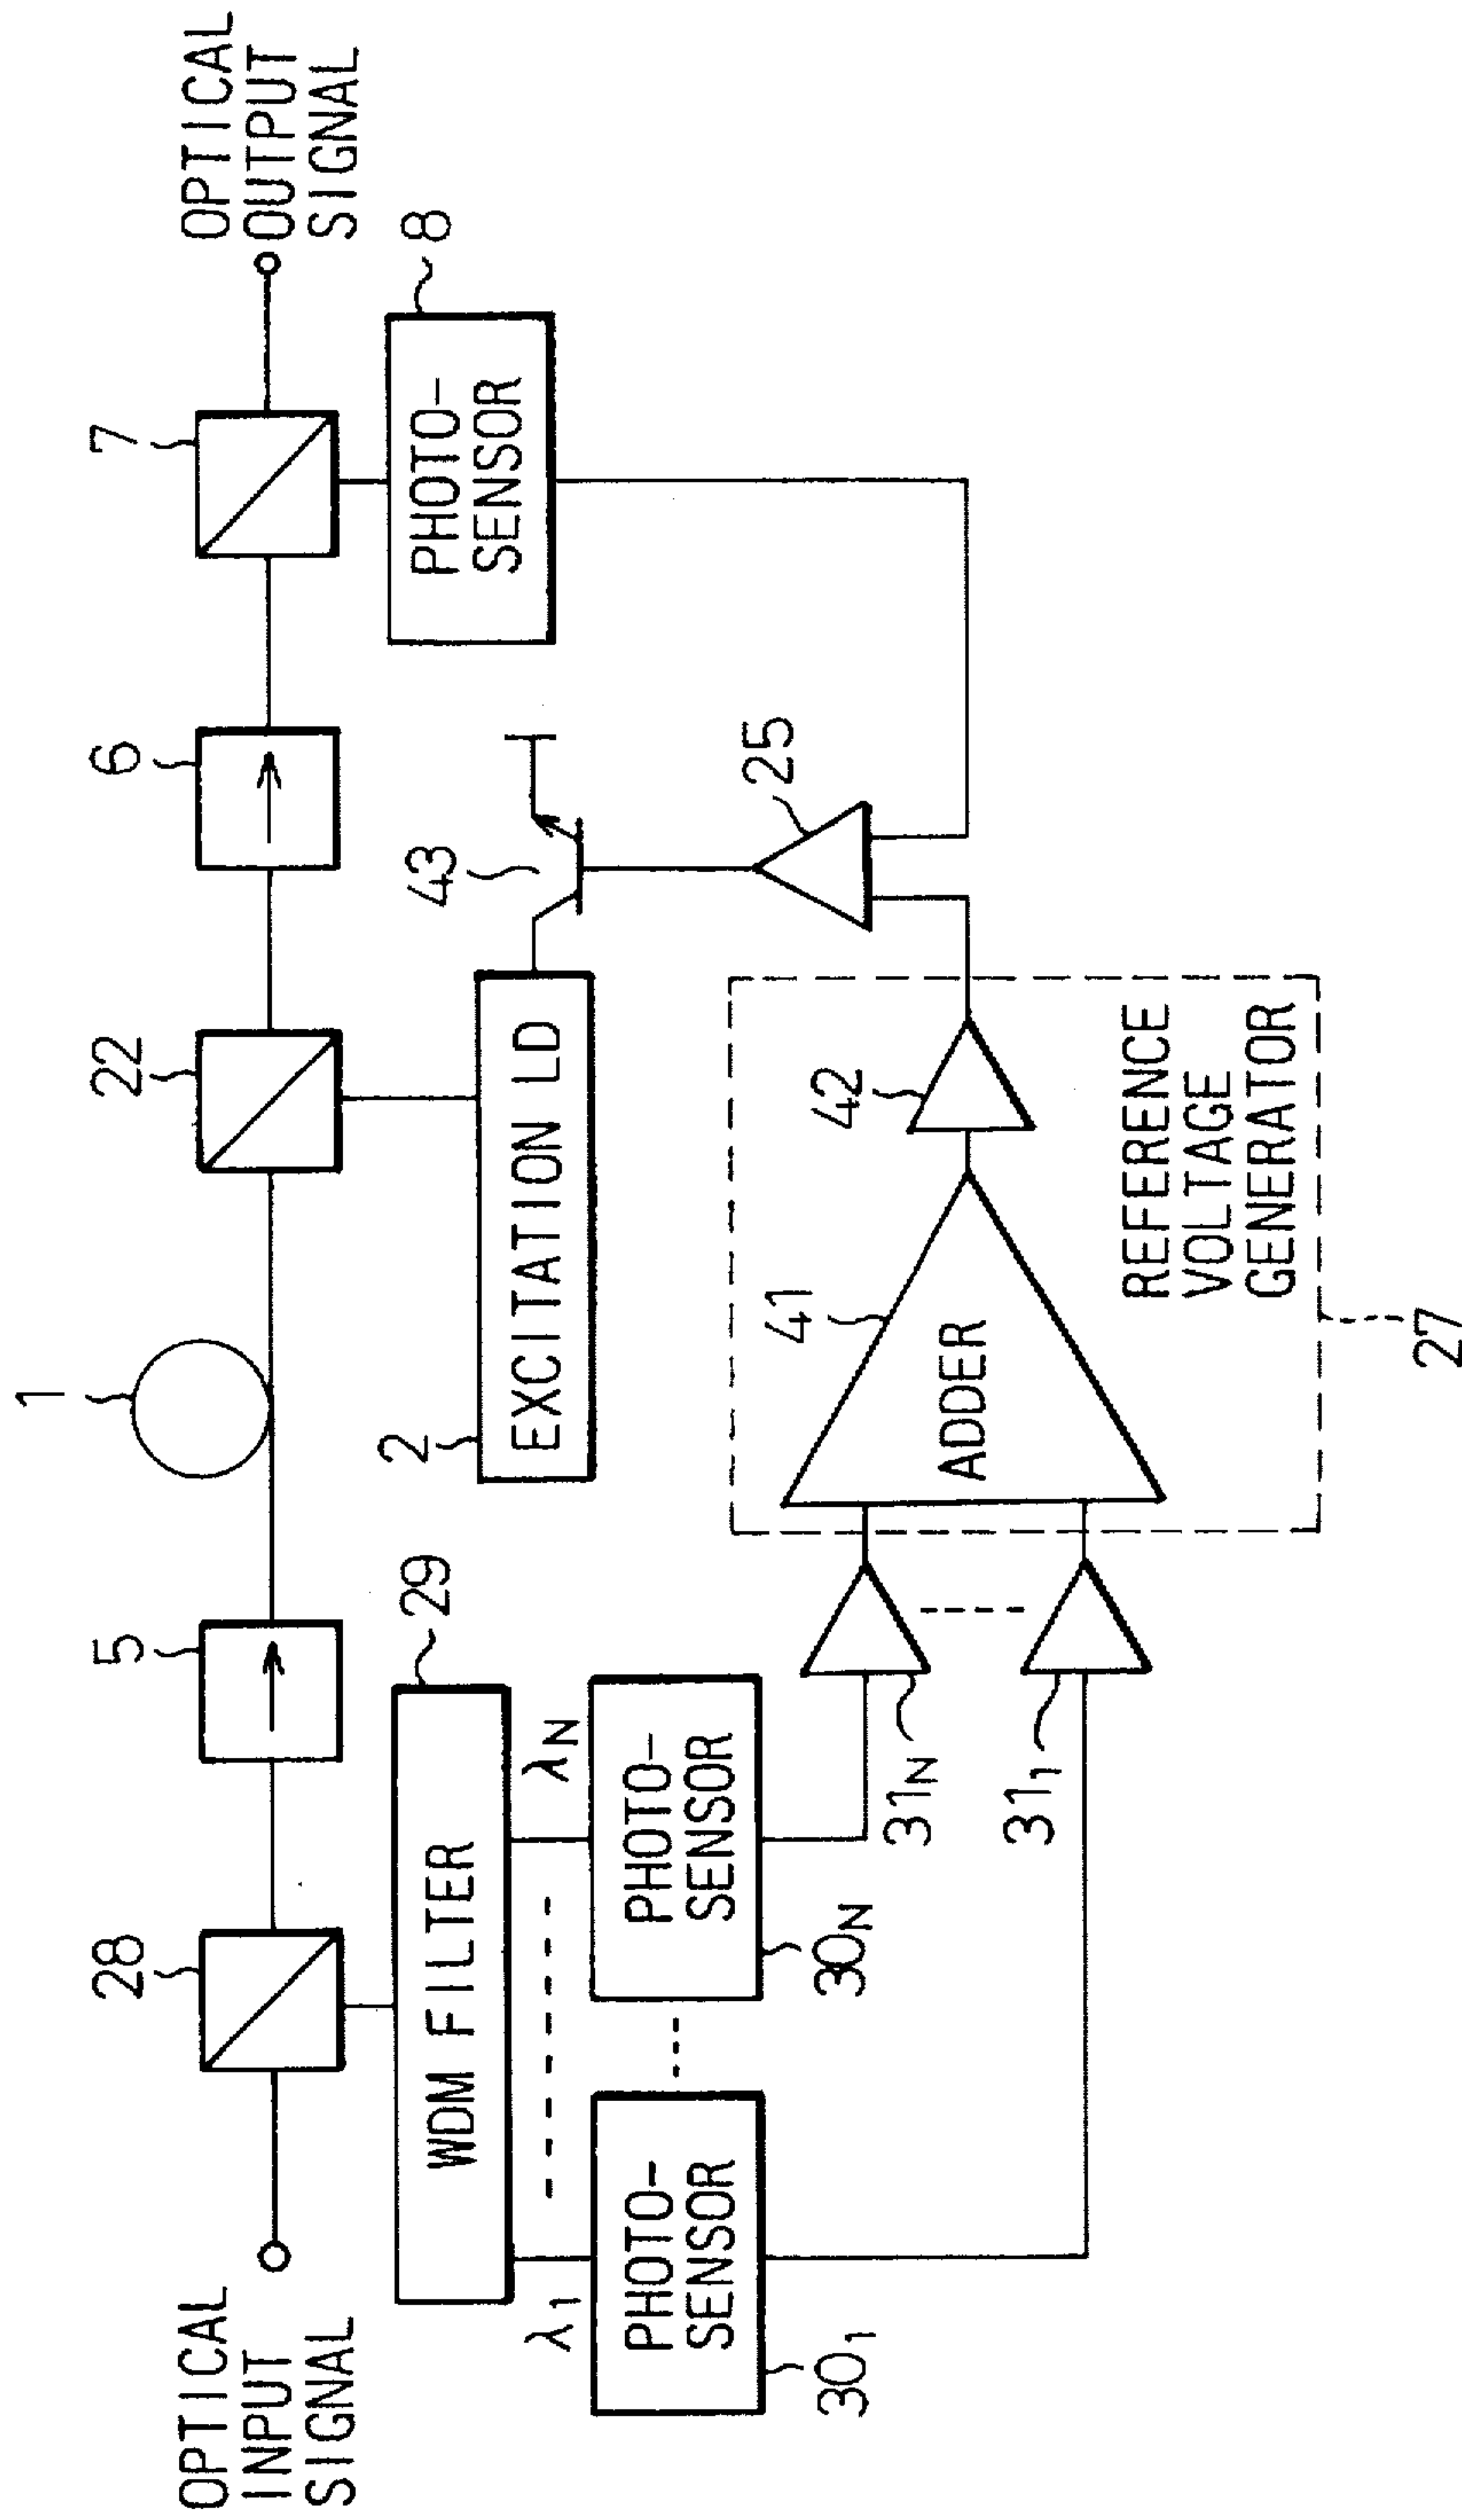 1
28
5
22
6
7
OPTICAL
INPUT
SIGNAL
OPTICAL
OUTPUT
SIGNAL
WDM FILTER
29
2
EXCITATION LD
43
PHOTO-
SENSOR
8
λ1
λN
PHOTO-
SENSOR
30₁
PHOTO-
SENSOR
30N
31N
31₁
41
ADDER
42
25
REFERENCE
VOLTAGE
GENERATOR
27